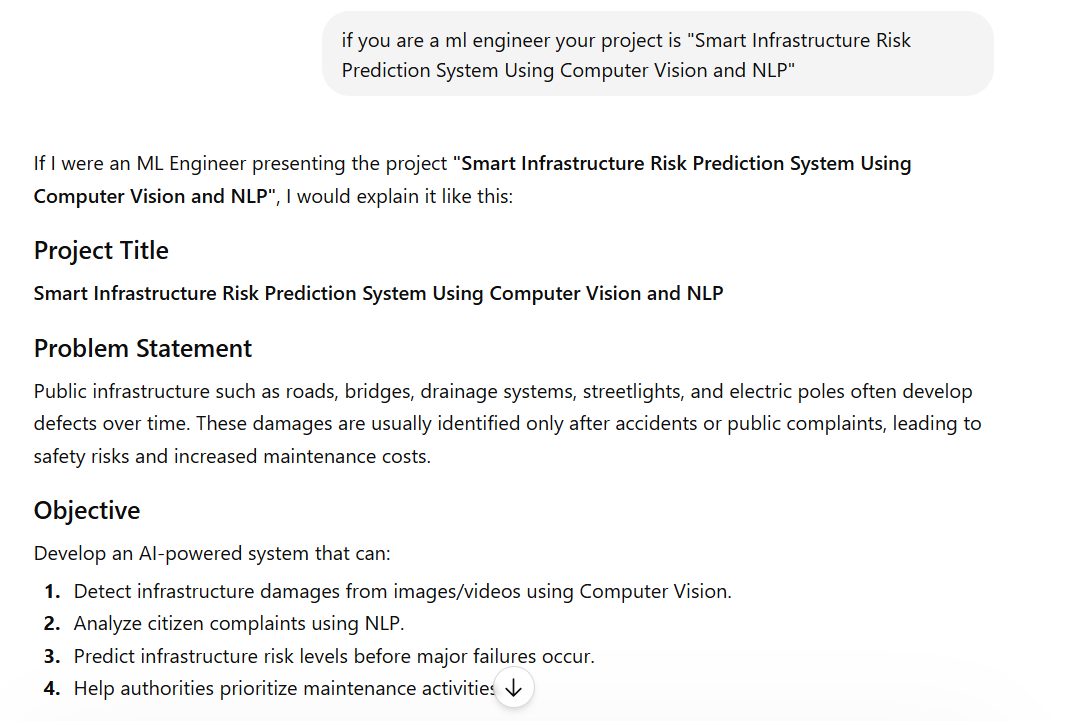 if you are a ml engineer your project is "Smart Infrastructure Risk
Prediction System Using Computer Vision and NLP"
If I were an ML Engineer presenting the project "Smart Infrastructure Risk Prediction System Using
Computer Vision and NLP", I would explain it like this:
Project Title
Smart Infrastructure Risk Prediction System Using Computer Vision and NLP
Problem Statement
Public infrastructure such as roads, bridges, drainage systems, streetlights, and electric poles often develop
defects over time. These damages are usually identified only after accidents or public complaints, leading to
safety risks and increased maintenance costs.
Objective
Develop an AI-powered system that can:
1. Detect infrastructure damages from images/videos using Computer Vision.
2. Analyze citizen complaints using NLP.
3. Predict infrastructure risk levels before major failures occur.
4. Help authorities prioritize maintenance activities